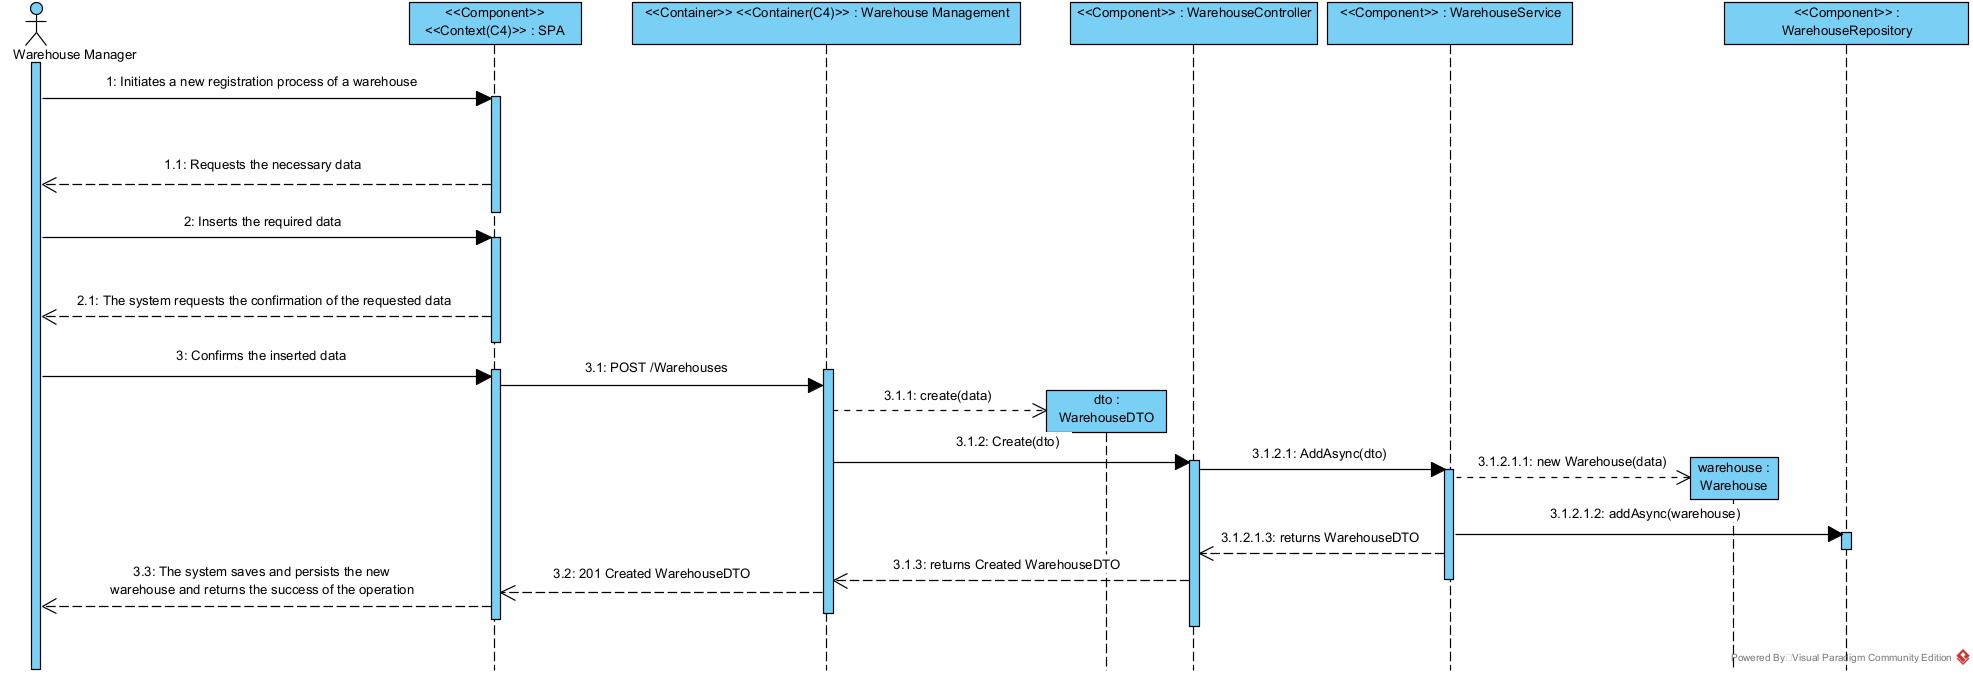 <<Component>>
<<Context(C4)>> : SPA
<<Container>> <<Container(C4)>> : Warehouse Management
<<Component>> : WarehouseController
<<Component>> : WarehouseService
<<Component>> :
WarehouseRepository
Warehouse Manager
1: Initiates a new registration process of a warehouse
1.1: Requests the necessary data
2: Inserts the required data
2.1: The system requests the confirmation of the requested data
3: Confirms the inserted data
3.1: POST /Warehouses
3.1.1: create(data)
dto :
WarehouseDTO
3.1.2: Create(dto)
3.1.2.1: AddAsync(dto)
3.1.2.1.1: new Warehouse(data)
warehouse :
Warehouse
3.1.2.1.2: addAsync(warehouse)
3.1.2.1.3: returns WarehouseDTO
3.1.3: returns Created WarehouseDTO
3.2: 201 Created WarehouseDTO
3.3: The system saves and persists the new
warehouse and returns the success of the operation
Powered By Visual Paradigm Community Edition